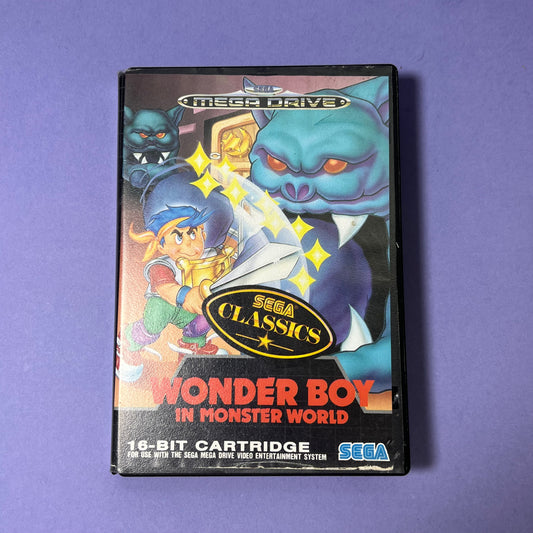 SEGA
MEGA DRIVE
SEGA
CLASSICS
WONDER BOY
IN MONSTER WORLD
16-BIT CARTRIDGE
FOR USE WITH THE SEGA MEGA DRIVE VIDEO ENTERTAINMENT SYSTEM
SEGA